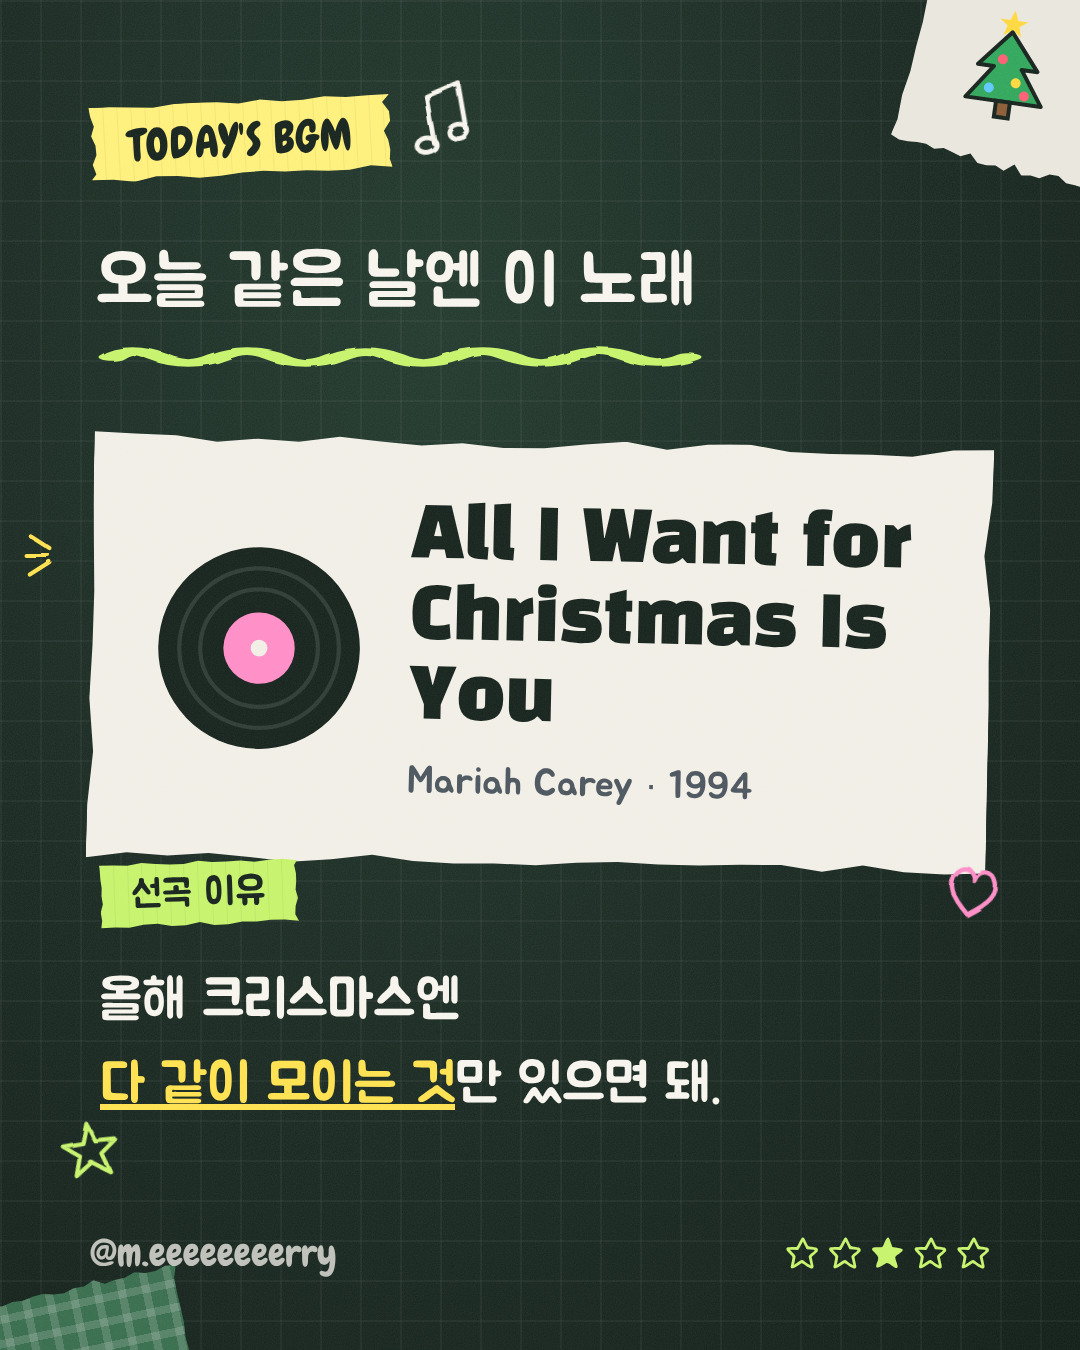 TODAY'S BGM
오늘 같은 날엔 이 노래
All I Want for
Christmas Is
You
Mariah Carey · 1994
선곡 이유
올해 크리스마스엔
다 같이 모이는 것만 있으면 돼.
@m.eeeeeeeerry